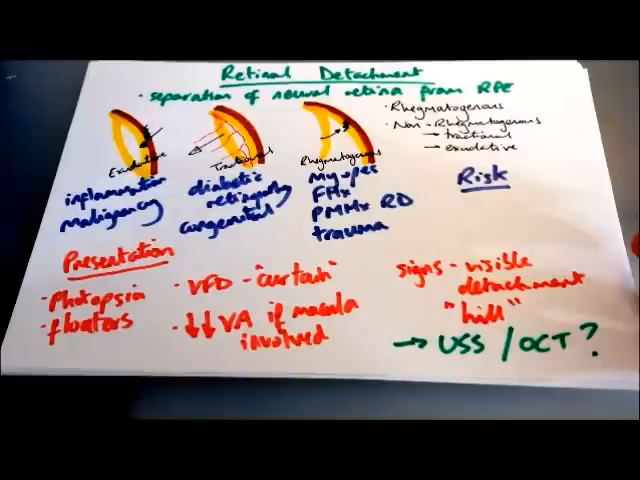 Retinal Detachment
• separation of neural retina from RPE
• Rhegmatogenous
• Non-Rhegmatogenous
→ tractional
→ exudative
Exudative
Tractional
Rhegmatogenous
inflammation
malignancy
diabetic
retinopathy
congenital
myopes
FHx
PMHx RD
trauma
Risk
Presentation
• Photopsia
• floaters
• VFD - "curtain"
• ↓↓ VA if macula
involved
signs - visible
detachment
"hill"
→ USS / OCT ?